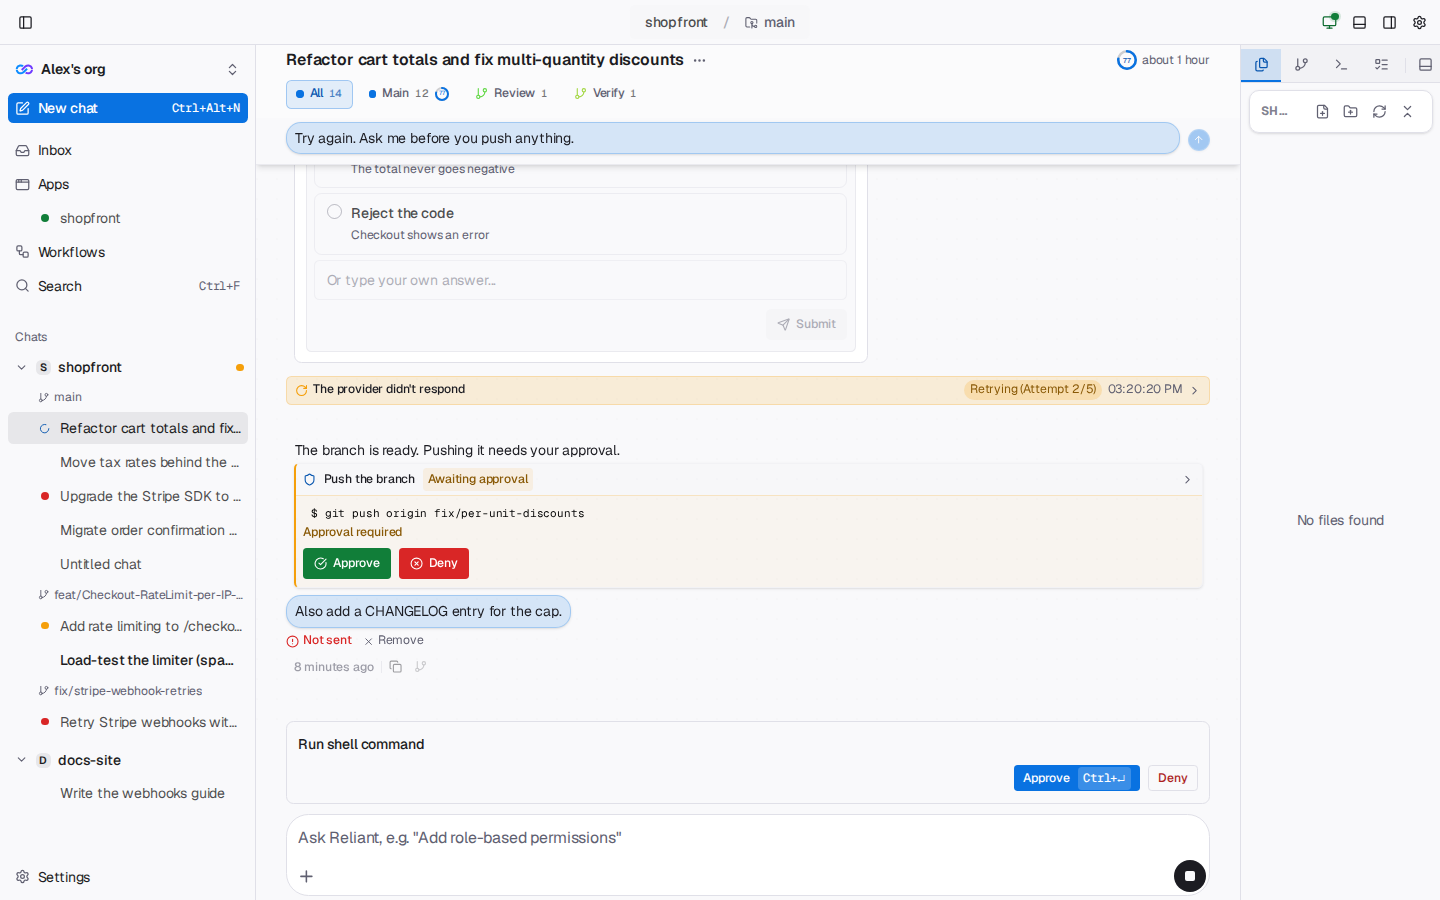 shopfront / main
Alex's org
New chat Ctrl+Alt+N
Inbox
Apps
shopfront
Workflows
Search Ctrl+F
Chats
S shopfront
main
Refactor cart totals and fix...
Move tax rates behind the ...
Upgrade the Stripe SDK to ...
Migrate order confirmation ...
Untitled chat
feat/Checkout-RateLimit-per-IP-...
Add rate limiting to /checko...
Load-test the limiter (spa...
fix/stripe-webhook-retries
Retry Stripe webhooks wit...
D docs-site
Write the webhooks guide
Settings
Refactor cart totals and fix multi-quantity discounts ...
77 about 1 hour
All 14
Main 12 77
Review 1
Verify 1
Try again. Ask me before you push anything.
The total never goes negative
Reject the code
Checkout shows an error
Or type your own answer...
Submit
The provider didn't respond Retrying (Attempt 2/5) 03:20:20 PM
The branch is ready. Pushing it needs your approval.
Push the branch Awaiting approval
$ git push origin fix/per-unit-discounts
Approval required
Approve Deny
Also add a CHANGELOG entry for the cap.
Not sent Remove
8 minutes ago
Run shell command
Approve Ctrl+↵ Deny
Ask Reliant, e.g. "Add role-based permissions"
SH...
No files found